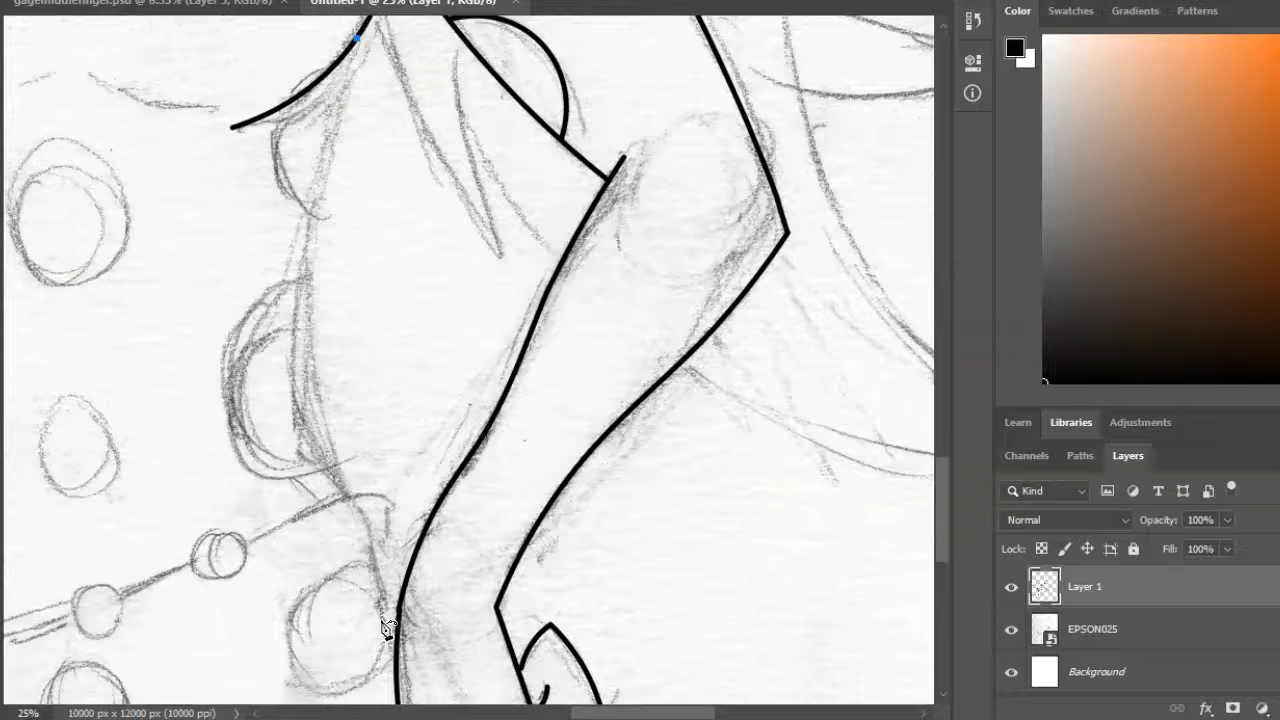 gagemiddlefinger.psd @ 8.33% (Layer 3, RGB/8) × Untitled-1 @ 25% (Layer 1, RGB/8) ×
Color Swatches Gradients Patterns
Learn Libraries Adjustments
Channels Paths Layers
Kind
Normal Opacity: 100%
Lock: Fill: 100%
Layer 1
EPSON025
Background
25% 10000 px x 12000 px (10000 ppi)
fx